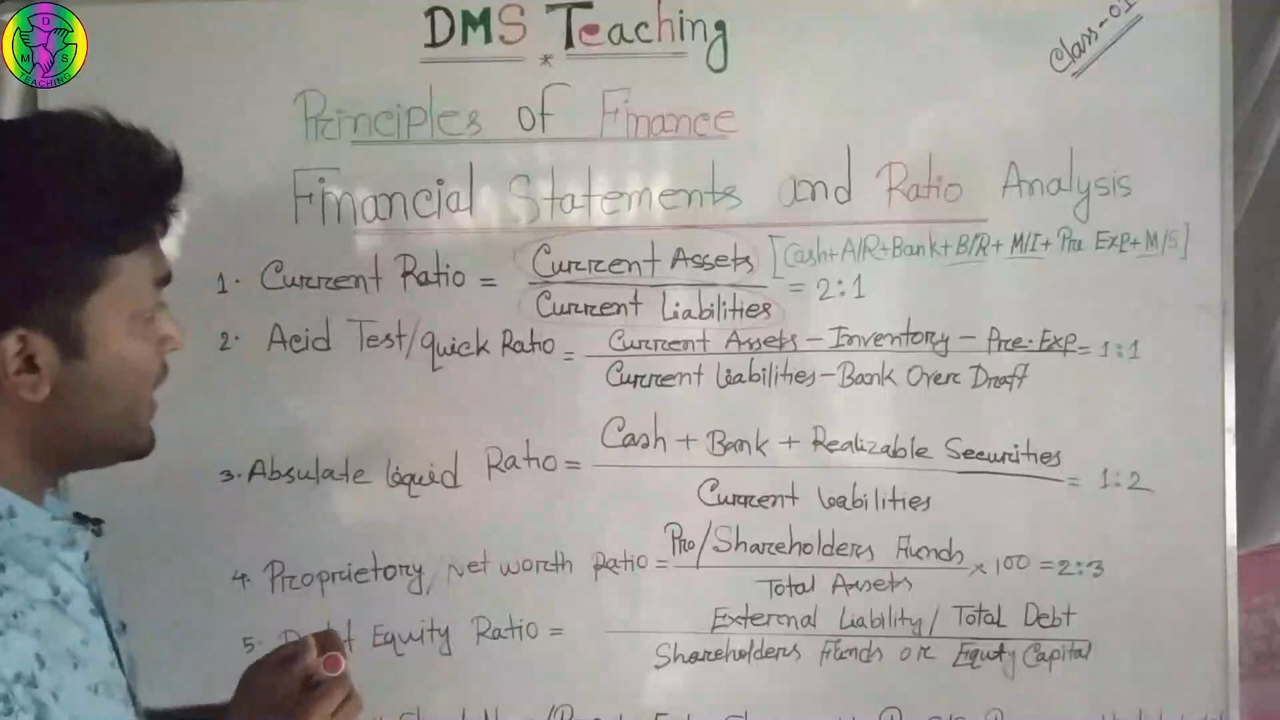 D
M S
TEACHING
DMS Teaching
*
Class-01
Principles of Finance
Financial Statements and Ratio Analysis
1. Current Ratio = Current Assets [Cash+A/R+Bank+B/R+M/I+Pre Exp+M/S]
Current Liabilities = 2:1
2. Acid Test/quick Ratio = Current Assets - Inventory - Pre.Exp = 1:1
Current Liabilities - Bank Over Draft
3. Absulate liquid Ratio = Cash + Bank + Realizable Securities = 1:2
Current leabilities
4. Proprietory/Net worth Ratio = Pro/Shareholders Funds × 100 = 2:3
Total Assets
5. Equity Ratio = External Liability/Total Debt
Shareholders Funds or Equity Capital